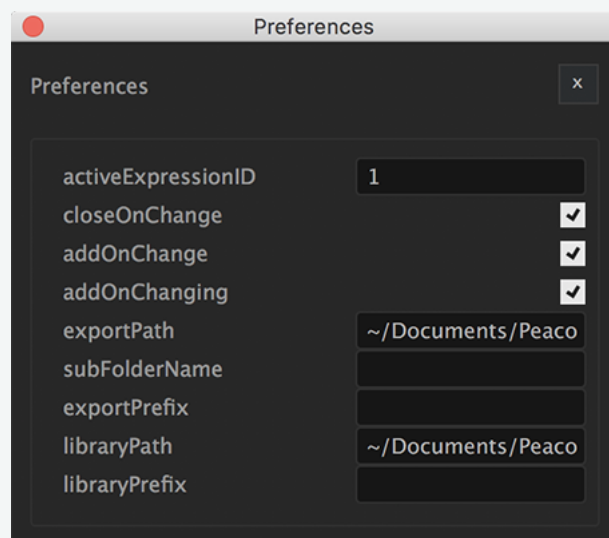 Preferences
Preferences x
activeExpressionID 1
closeOnChange
addOnChange
addOnChanging
exportPath ~/Documents/Peaco
subFolderName
exportPrefix
libraryPath ~/Documents/Peaco
libraryPrefix